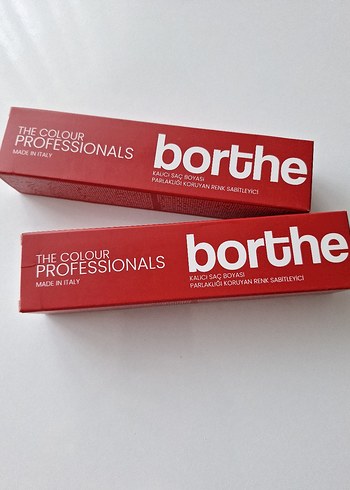 THE COLOUR
PROFESSIONALS
MADE IN ITALY
borthe
KALICI SAÇ BOYASI
PARLAKLIĞI KORUYAN RENK SABİTLEYİCİ
THE COLOUR
PROFESSIONALS
MADE IN ITALY
borthe
KALICI SAÇ BOYASI
PARLAKLIĞI KORUYAN RENK SABİTLEYİCİ